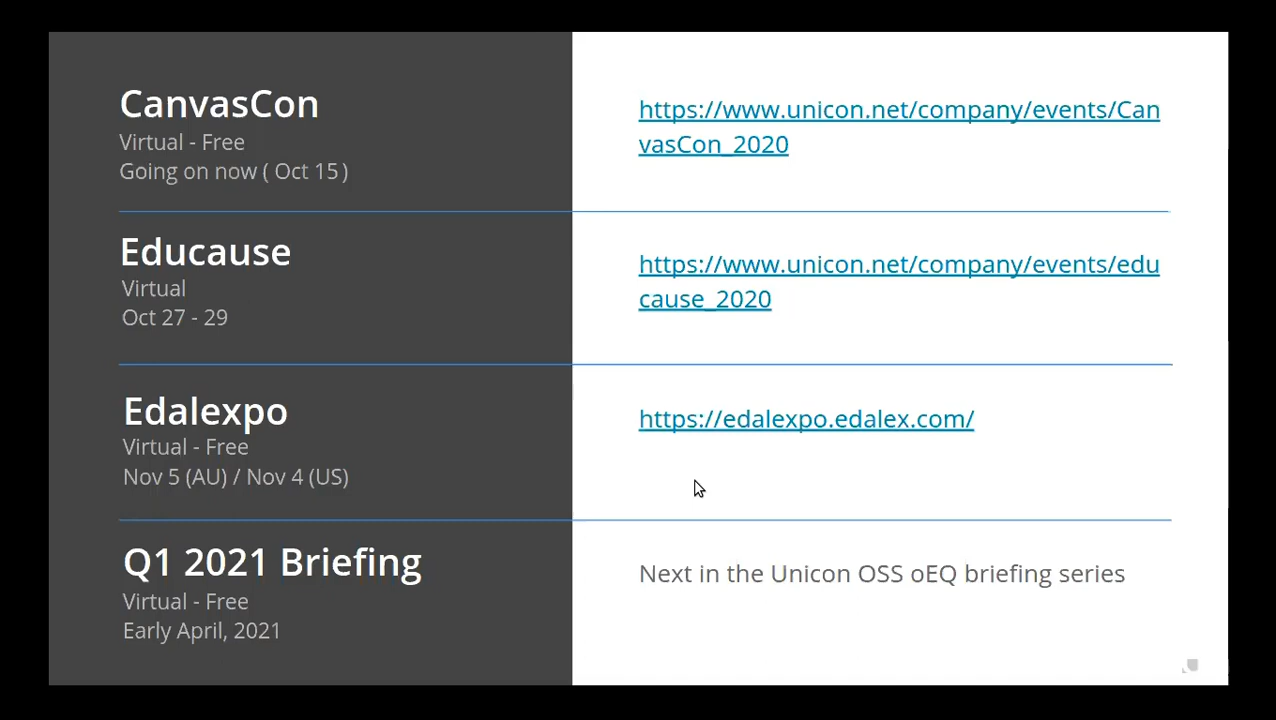 CanvasCon
Virtual - Free
Going on now ( Oct 15 )
https://www.unicon.net/company/events/Can
vasCon_2020
Educause
Virtual
Oct 27 - 29
https://www.unicon.net/company/events/edu
cause_2020
Edalexpo
Virtual - Free
Nov 5 (AU) / Nov 4 (US)
https://edalexpo.edalex.com/
Q1 2021 Briefing
Virtual - Free
Early April, 2021
Next in the Unicon OSS oEQ briefing series